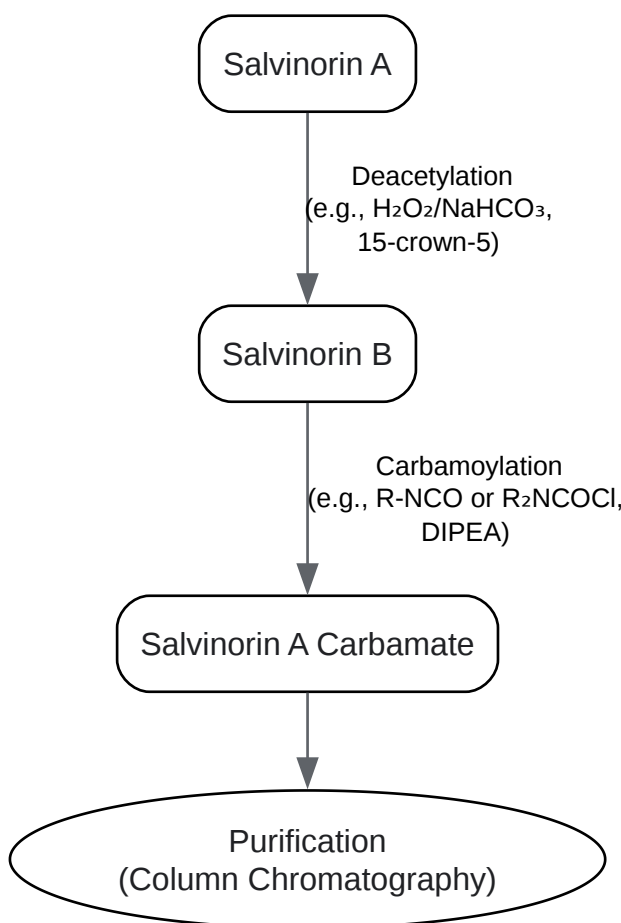 Salvinorin A
Deacetylation
(e.g., H₂O₂/NaHCO₃,
15-crown-5)
Salvinorin B
Carbamoylation
(e.g., R-NCO or R₂NCOCl,
DIPEA)
Salvinorin A Carbamate
Purification
(Column Chromatography)